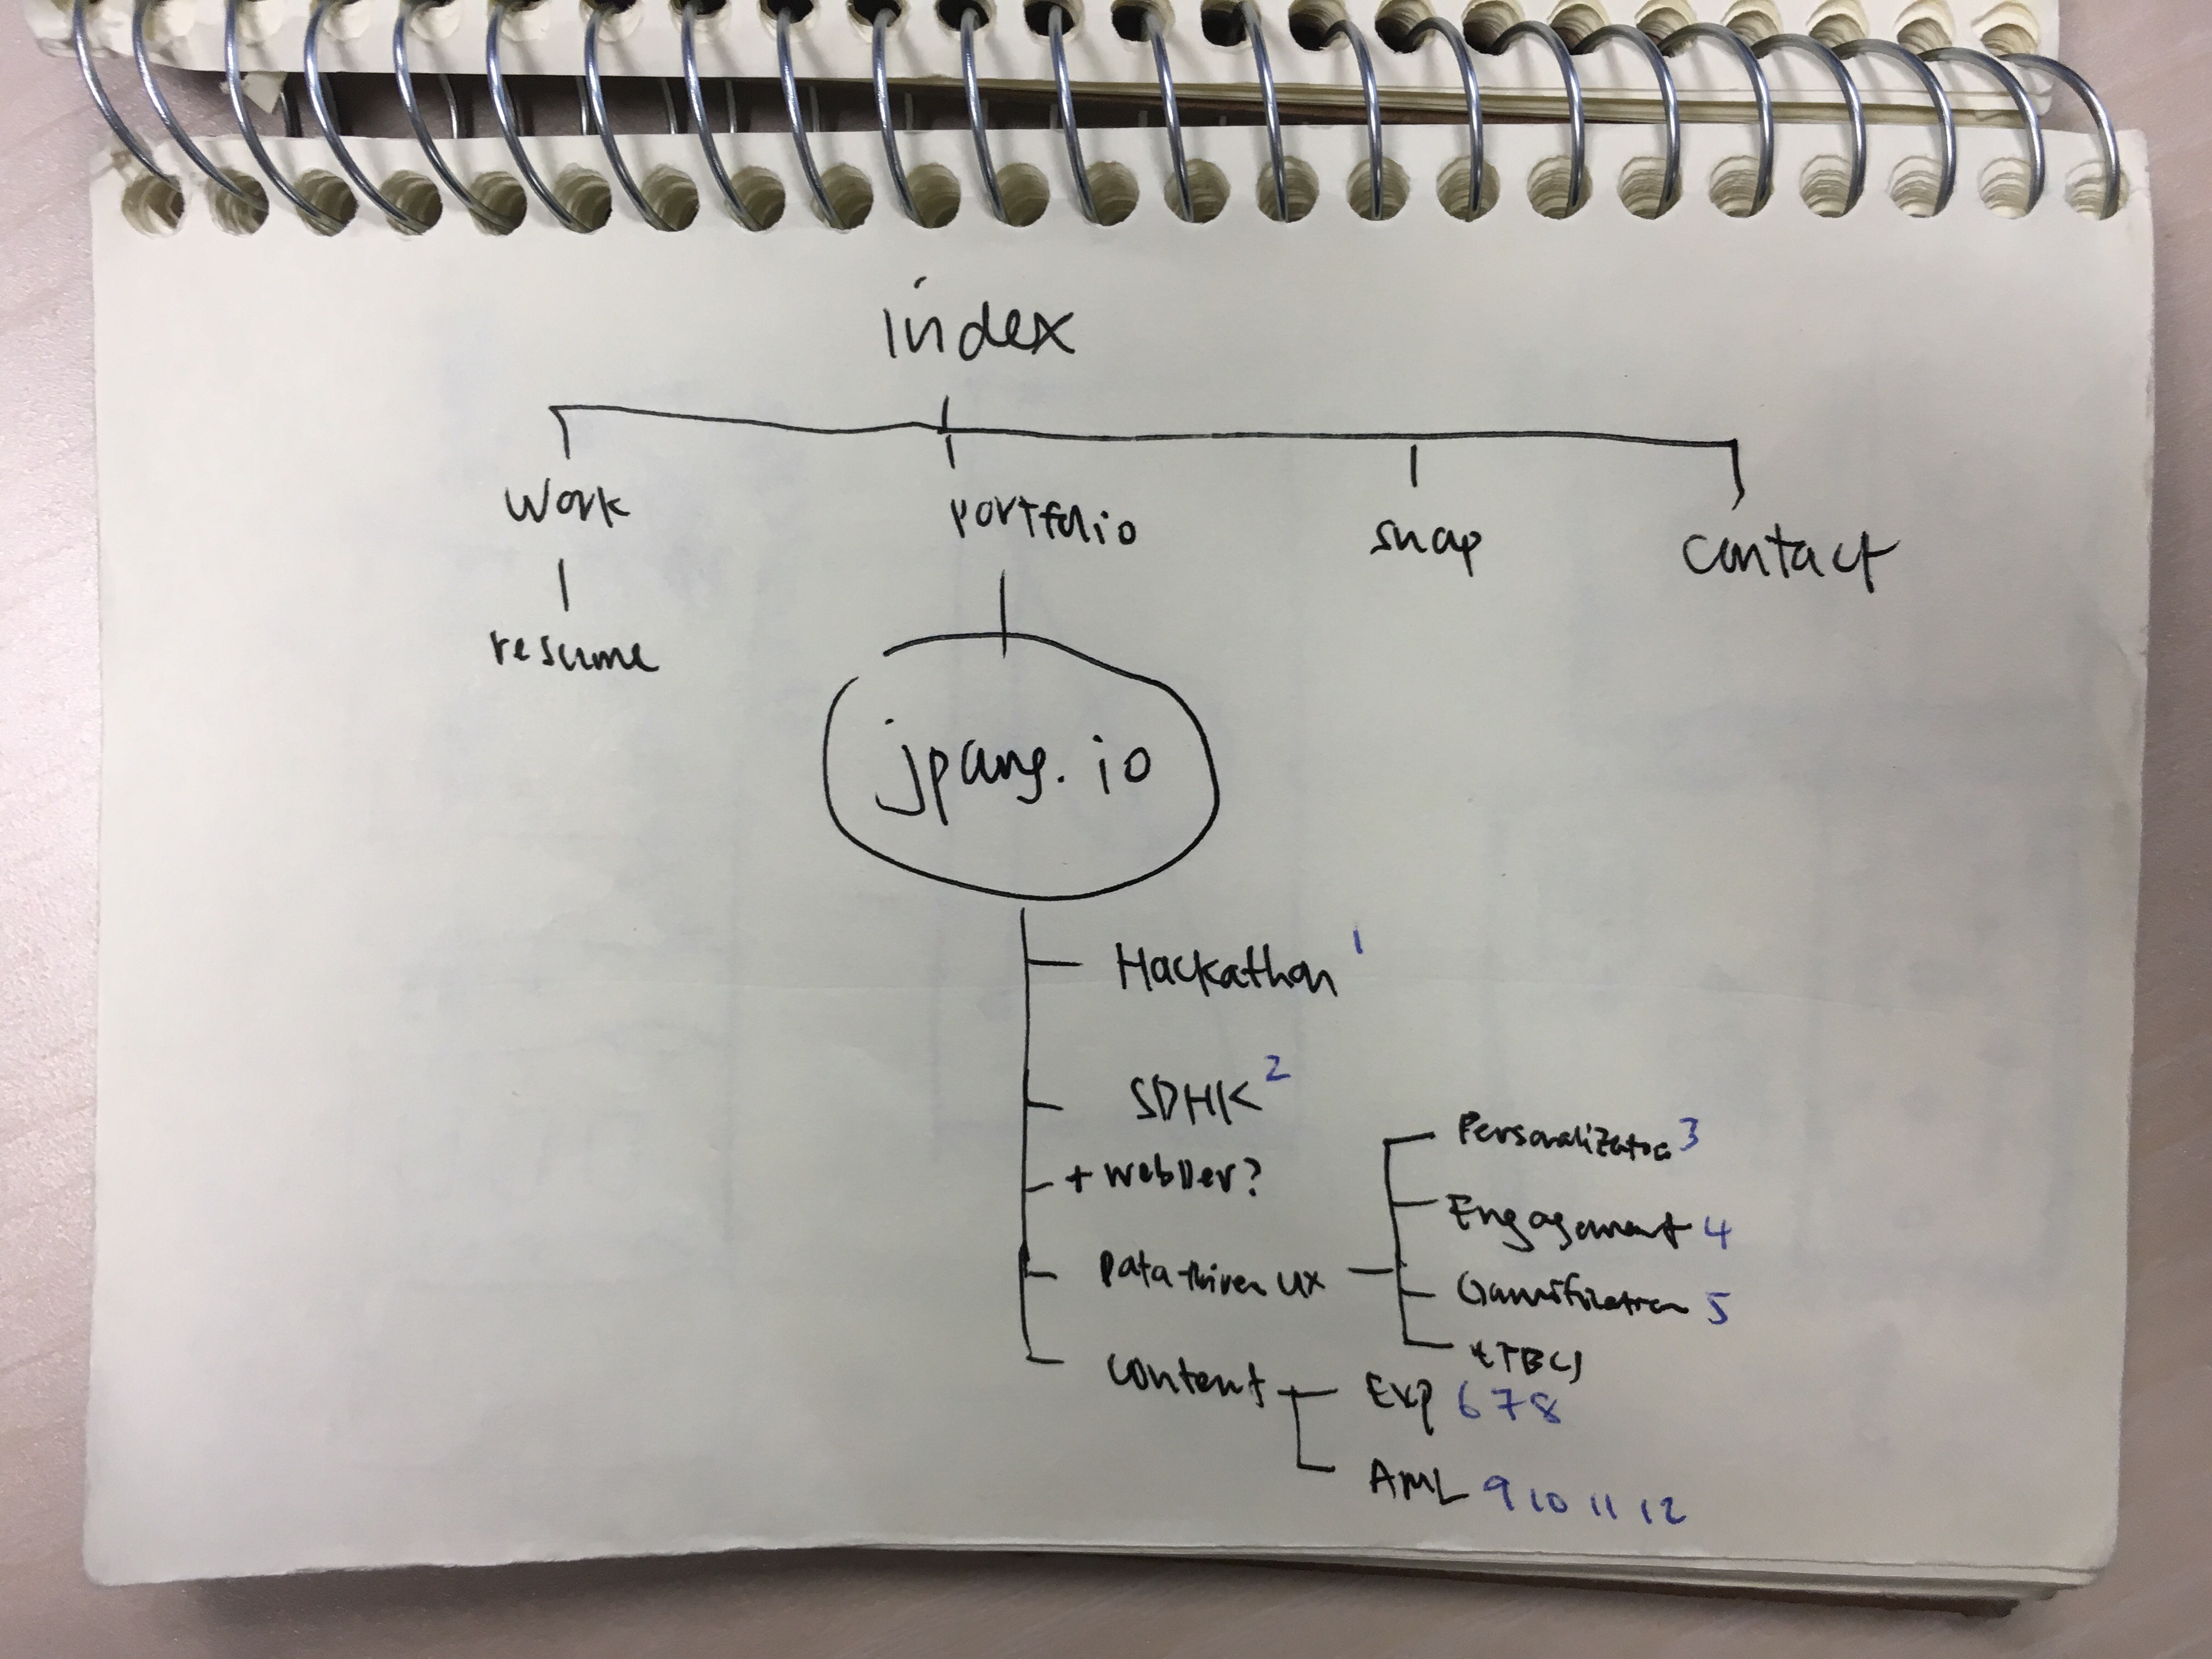 index
work portfolio snap contact
resume
jpang.io
Hackathon 1
SDHK 2
+ WebDev?
Data-driven UX
Personalization 3
Engagement 4
Gamification 5
content
Exp 6 7 8
AML 9 10 11 12